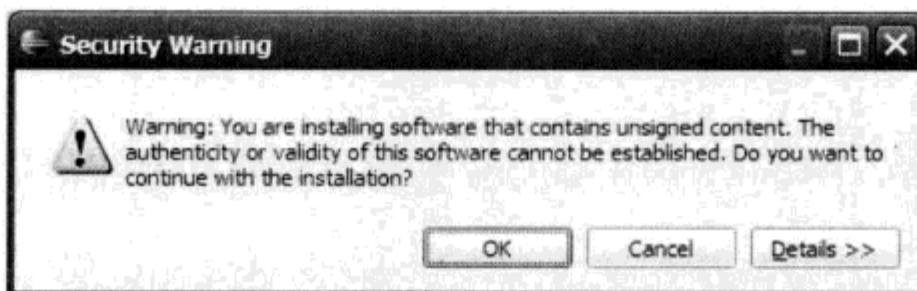 Security Warning
Warning: You are installing software that contains unsigned content. The
authenticity or validity of this software cannot be established. Do you want to
continue with the installation?
OK Cancel Details >>